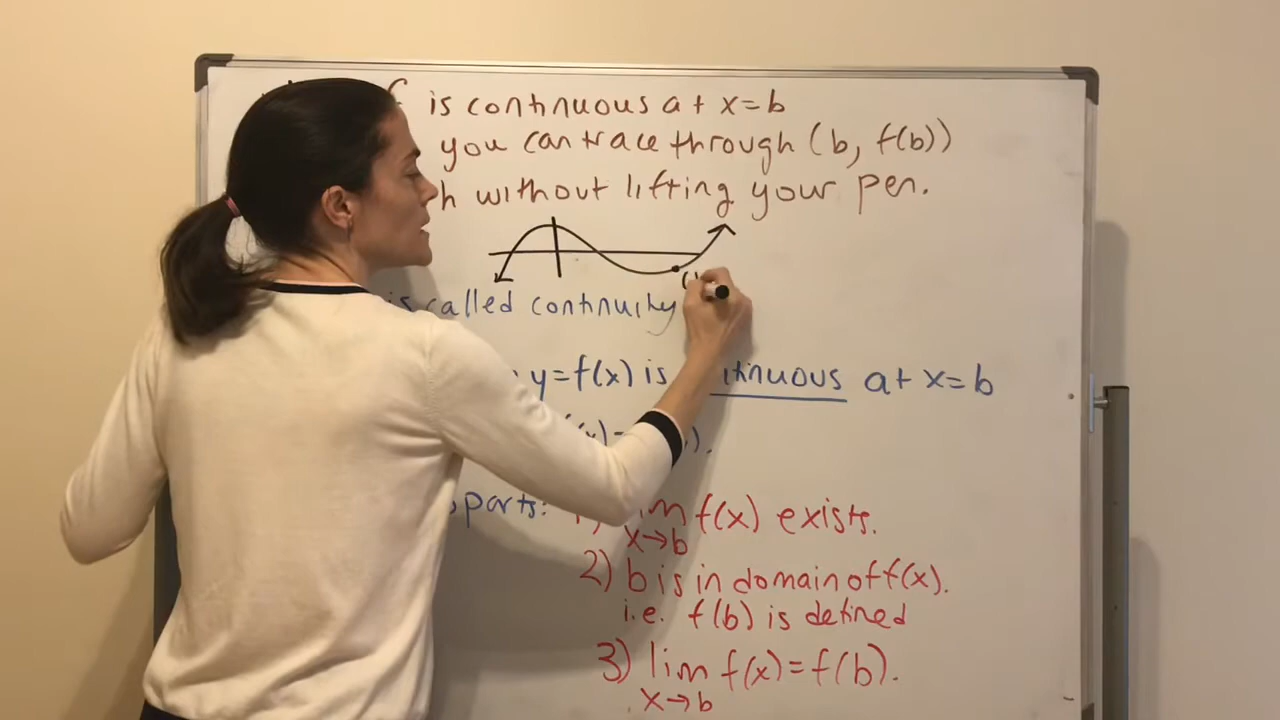 f is continuous at x=b
you can trace through (b, f(b))
h without lifting your pen.
(
is called continuity
y=f(x) is continuous at x=b
parts: 1) lim f(x) exists.
x→b
2) b is in domain of f(x).
i.e. f(b) is defined
3) lim f(x)=f(b).
x→b